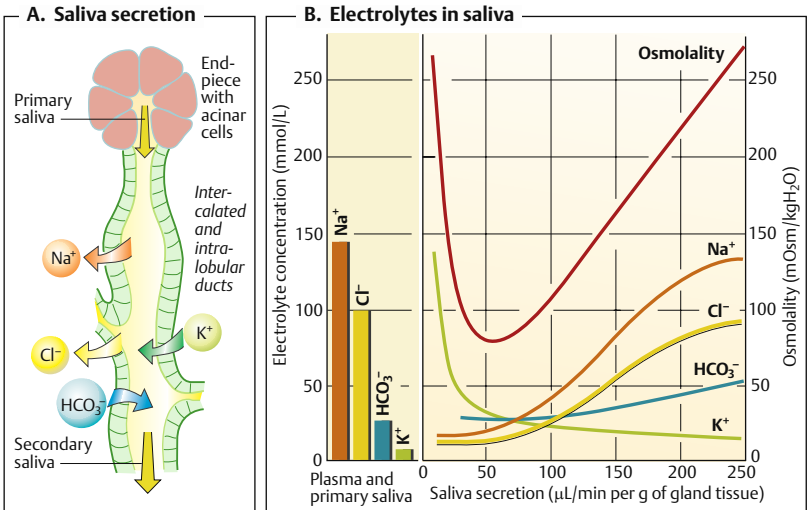 A. Saliva secretion
Primary
saliva
End-
piece
with
acinar
cells
Inter-
calated
and
intra-
lobular
ducts
Na⁺
Cl⁻
K⁺
HCO₃⁻
Secondary
saliva
B. Electrolytes in saliva
Electrolyte concentration (mmol/L)
250
200
150
100
50
0
Na⁺
Cl⁻
HCO₃⁻
K⁺
Plasma and
primary saliva
Osmolality
Na⁺
Cl⁻
HCO₃⁻
K⁺
0
50
100
150
200
250
Saliva secretion (μL/min per g of gland tissue)
250
200
150
100
50
0
Osmolality (mOsm/kgH₂O)